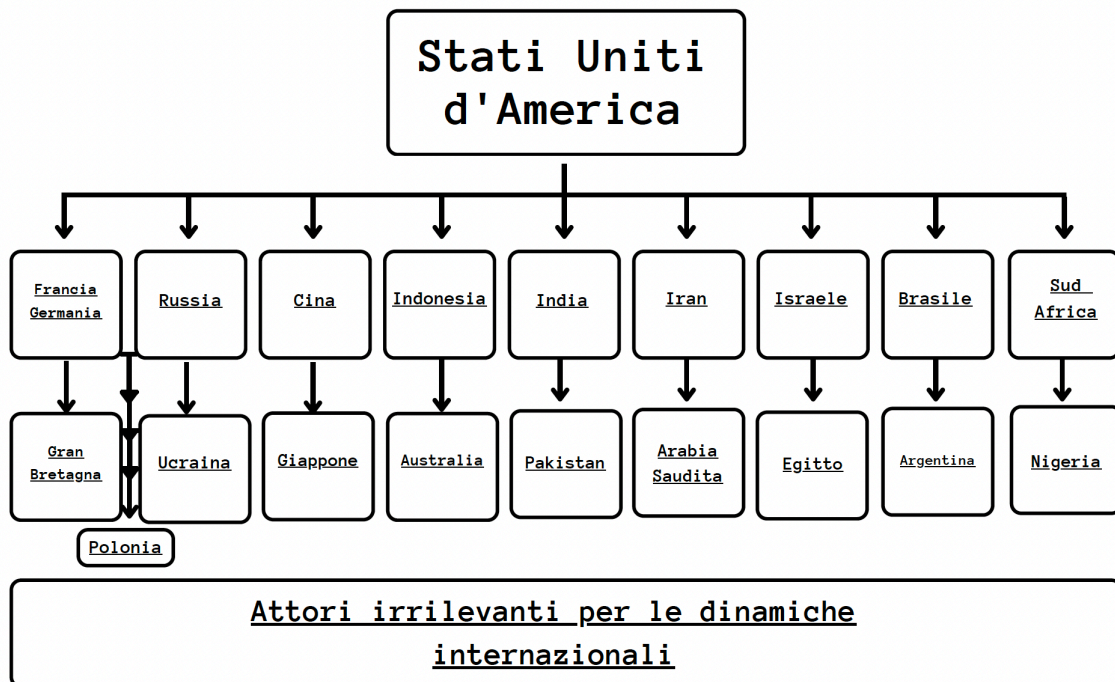 Stati Uniti
d'America
Francia
Germania
Russia
Cina
Indonesia
India
Iran
Israele
Brasile
Sud
Africa
Gran
Bretagna
Ucraina
Giappone
Australia
Pakistan
Arabia
Saudita
Egitto
Argentina
Nigeria
Polonia
Attori irrilevanti per le dinamiche
internazionali